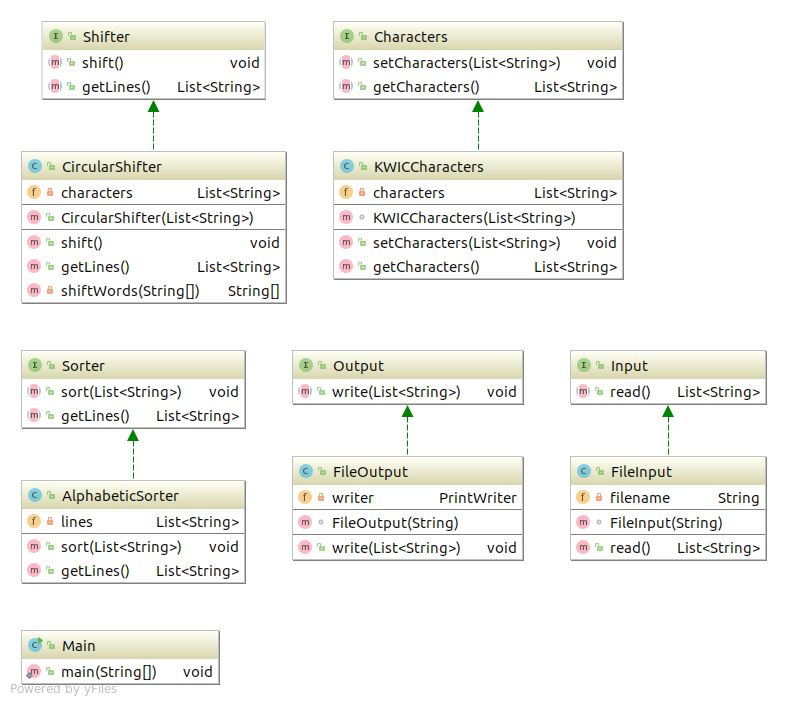 Shifter
shift() void
getLines() List<String>
Characters
setCharacters(List<String>) void
getCharacters() List<String>
CircularShifter
characters List<String>
CircularShifter(List<String>)
shift() void
getLines() List<String>
shiftWords(String[]) String[]
KWICCharacters
characters List<String>
KWICCharacters(List<String>)
setCharacters(List<String>) void
getCharacters() List<String>
Sorter
sort(List<String>) void
getLines() List<String>
Output
write(List<String>) void
Input
read() List<String>
AlphabeticSorter
lines List<String>
sort(List<String>) void
getLines() List<String>
FileOutput
writer PrintWriter
FileOutput(String)
write(List<String>) void
FileInput
filename String
FileInput(String)
read() List<String>
Main
main(String[]) void
Powered by yFiles